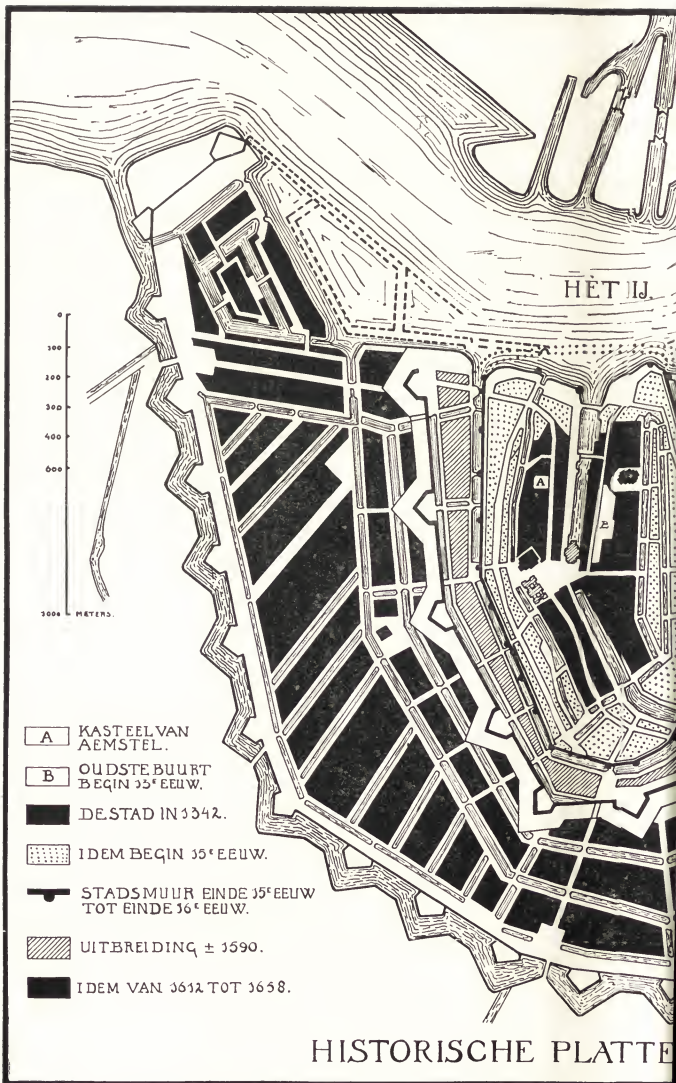 HET IJ.
0
100
200
300
400
500
1000 METERS.
A
B
A KASTEEL VAN
AEMSTEL.
B OUDSTE BUURT
BEGIN 13e EEUW.
DE STAD IN 1342.
IDEM BEGIN 15e EEUW.
STADSMUUR EINDE 15e EEUW
TOT EINDE 16e EEUW.
UITBREIDING ± 1590.
IDEM VAN 1612 TOT 1658.
HISTORISCHE PLATTE